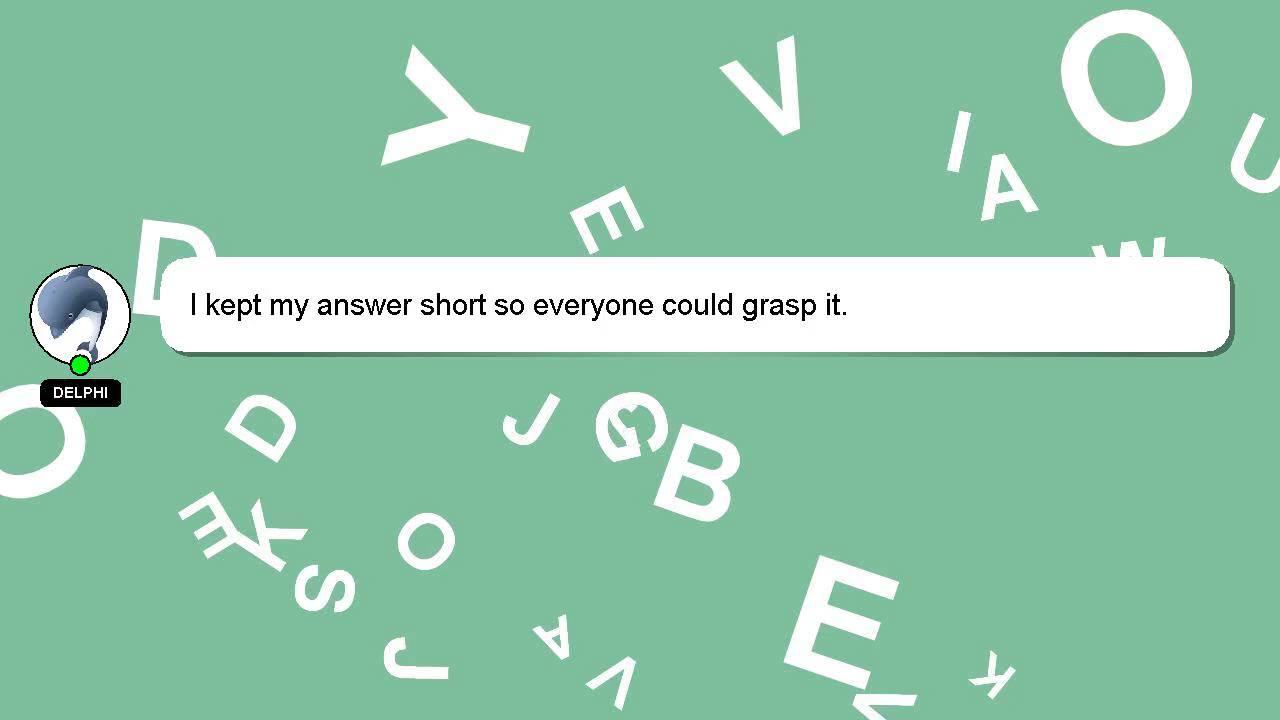 I kept my answer short so everyone could grasp it.
DELPHI
Y
V
O
I
A
U
E
D
W
O
D
J
G
B
E
K
O
S
J
A
V
E
V
K